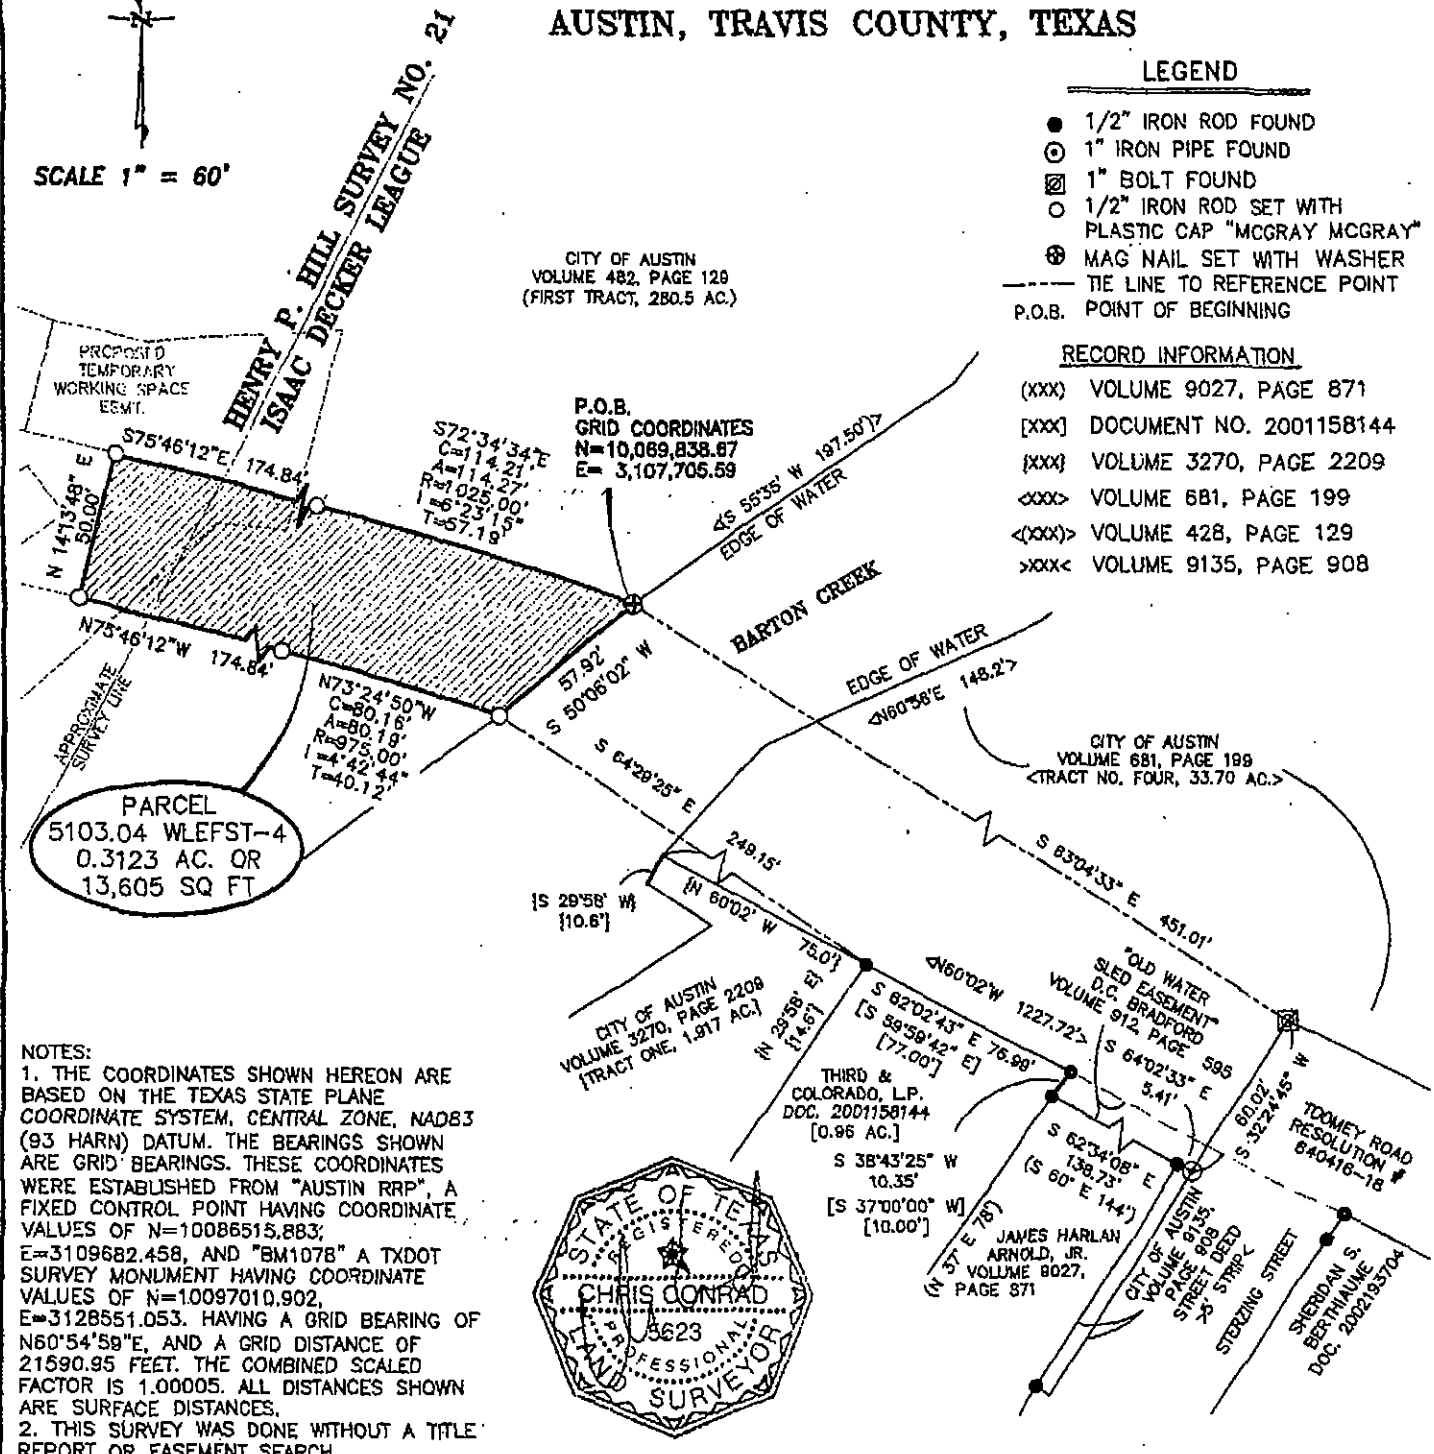 AUSTIN, TRAVIS COUNTY, TEXAS
N
SCALE 1" = 60'
HENRY P. HILL SURVEY NO. 21
ISAAC DECKER LEAGUE
LEGEND
1/2" IRON ROD FOUND
1" IRON PIPE FOUND
1" BOLT FOUND
1/2" IRON ROD SET WITH
PLASTIC CAP "MCGRAY MCGRAY"
MAG NAIL SET WITH WASHER
TIE LINE TO REFERENCE POINT
P.O.B. POINT OF BEGINNING
RECORD INFORMATION
(XXX) VOLUME 9027, PAGE 871
[XXX] DOCUMENT NO. 2001158144
{XXX} VOLUME 3270, PAGE 2209
<XXX> VOLUME 681, PAGE 199
<(XXX)> VOLUME 428, PAGE 129
>XXX< VOLUME 9135, PAGE 908
CITY OF AUSTIN
VOLUME 482, PAGE 129
(FIRST TRACT, 280.5 AC.)
PROPOSED
TEMPORARY
WORKING SPACE
ESMT.
P.O.B.
GRID COORDINATES
N=10,069,838.67
E= 3,107,705.59
S75°46'12"E 174.84'
S72°34'34"E
C=114.21'
A=114.27'
R=1025.00'
I=6°23'15"
T=57.19'
N 14°13'48" E
50.00'
<(S 55°35' W 197.50')>
EDGE OF WATER
BARTON CREEK
EDGE OF WATER
<N60°56'E 148.2'>
N75°46'12"W 174.84'
N73°24'50"W
C=80.16'
A=80.19'
R=975.00'
I=4°42'44"
T=40.12'
57.92'
S 50°06'02" W
APPROXIMATE
SURVEY LINE
PARCEL
5103.04 WLEFST-4
0.3123 AC. OR
13,605 SQ FT
S 64°29'25" E
249.15'
CITY OF AUSTIN
VOLUME 681, PAGE 199
<TRACT NO. FOUR, 33.70 AC.>
S 63°04'33" E 451.01'
{S 29°58' W}
{10.6'}
{N 60°02' W 75.0'}
{N 29°58' E}
{14.6'}
CITY OF AUSTIN
VOLUME 3270, PAGE 2209
{TRACT ONE, 1.917 AC.}
<N60°02'W 1227.72'>
S 62°02'43" E 76.99'
[S 59°59'42" E]
[77.00']
"OLD WATER
SLED EASEMENT"
D.C. BRADFORD
VOLUME 912, PAGE 595
S 64°02'33" E
5.41'
THIRD &
COLORADO, L.P.
DOC. 2001158144
[0.96 AC.]
S 38°43'25" W
10.35'
[S 37°00'00" W]
[10.00']
S 62°34'08" E
138.73'
(S 60° E 144')
(N 37° E 78')
JAMES HARLAN
ARNOLD, JR.
VOLUME 9027,
PAGE 871
60.02'
S 32°24'45" W
TOOMEY ROAD
RESOLUTION #
840416-18
CITY OF AUSTIN
VOLUME 9135,
PAGE 908
STREET DEED
>5' STRIP<
STERZING STREET
SHERIDAN S.
BERTHIAUME
DOC. 2002193704
NOTES:
1. THE COORDINATES SHOWN HEREON ARE
BASED ON THE TEXAS STATE PLANE
COORDINATE SYSTEM, CENTRAL ZONE, NAD83
(93 HARN) DATUM. THE BEARINGS SHOWN
ARE GRID BEARINGS. THESE COORDINATES
WERE ESTABLISHED FROM "AUSTIN RRP", A
FIXED CONTROL POINT HAVING COORDINATE
VALUES OF N=10086515.883;
E=3109682.458, AND "BM1078" A TXDOT
SURVEY MONUMENT HAVING COORDINATE
VALUES OF N=10097010.902,
E=3128551.053. HAVING A GRID BEARING OF
N60°54'59"E, AND A GRID DISTANCE OF
21590.95 FEET. THE COMBINED SCALED
FACTOR IS 1.00005. ALL DISTANCES SHOWN
ARE SURFACE DISTANCES.
2. THIS SURVEY WAS DONE WITHOUT A TITLE
REPORT OR EASEMENT SEARCH
STATE OF TEXAS
REGISTERED
CHRIS CONRAD
5623
PROFESSIONAL
LAND SURVEYOR